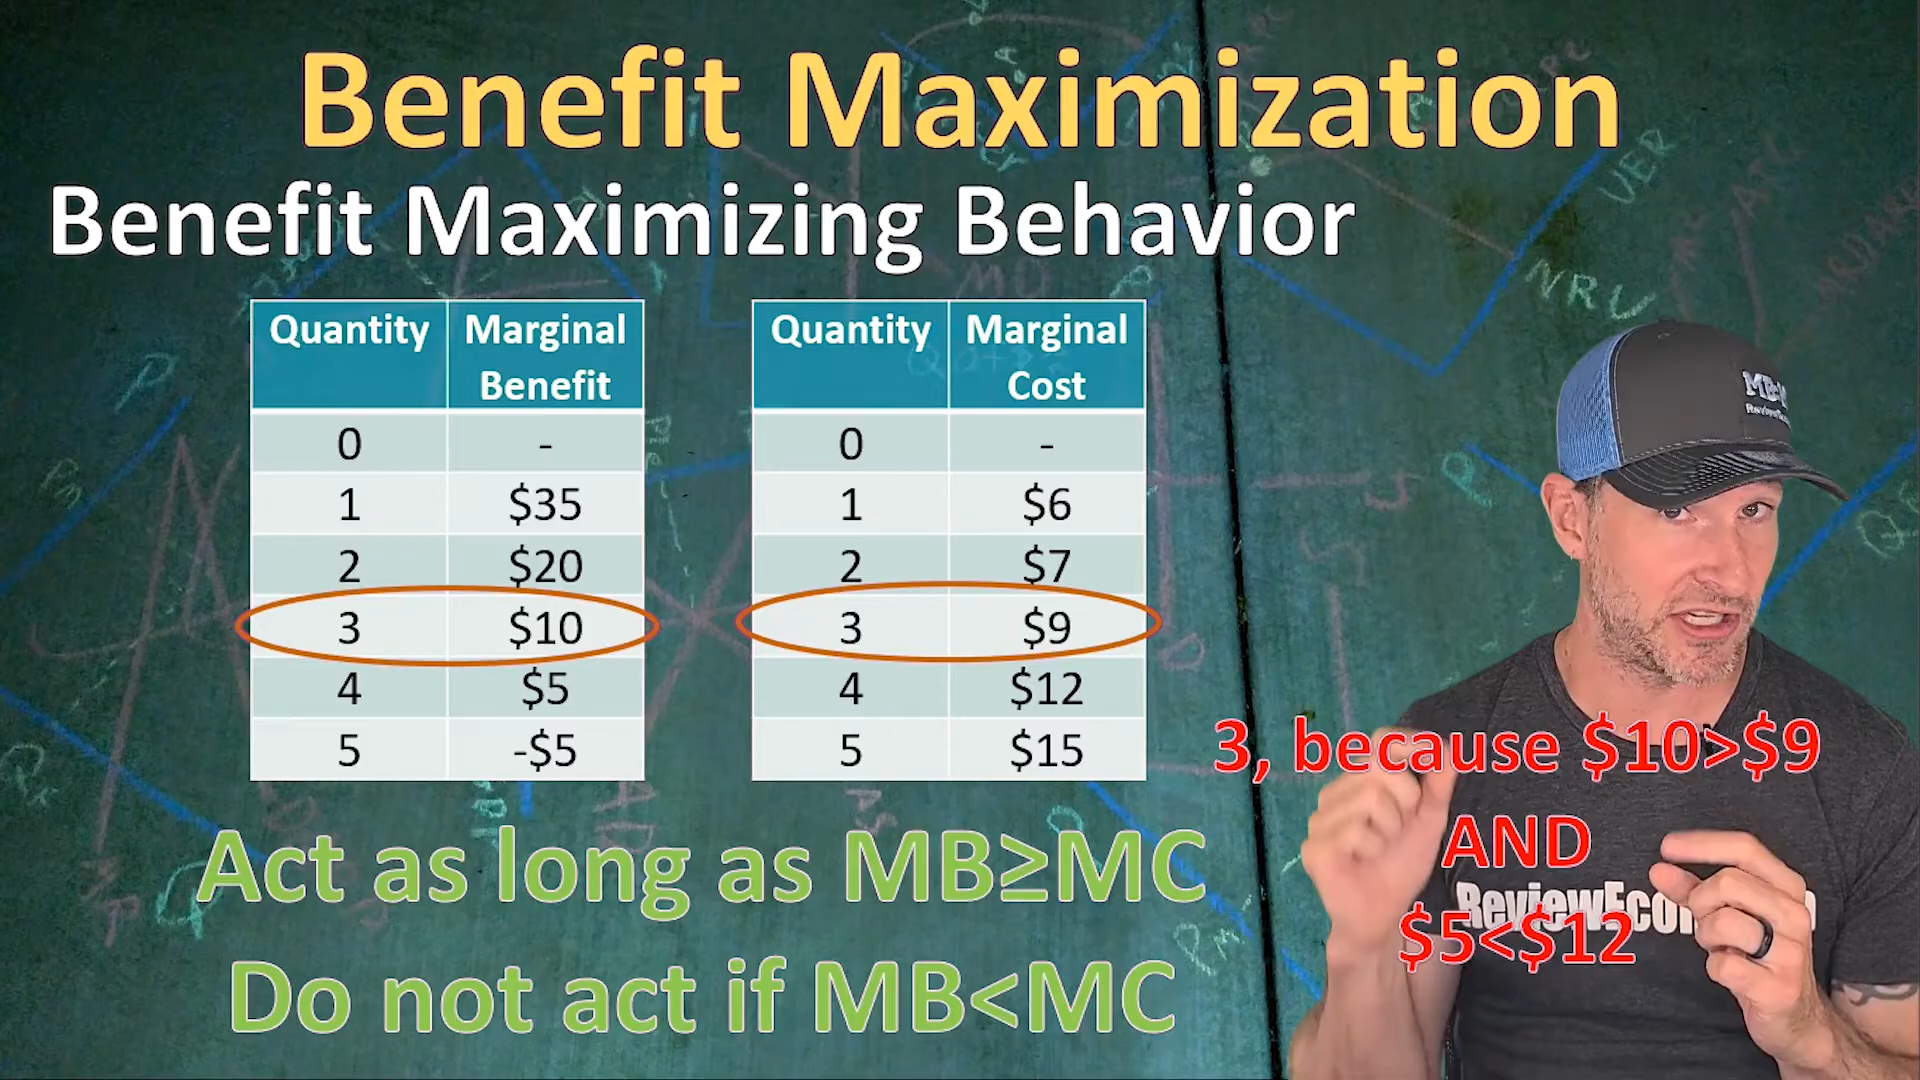 Benefit Maximization
Benefit Maximizing Behavior
Quantity Marginal Benefit
0 -
1 $35
2 $20
3 $10
4 $5
5 -$5
Quantity Marginal Cost
0 -
1 $6
2 $7
3 $9
4 $12
5 $15
3, because $10>$9
AND
$5<$12
Act as long as MB≥MC
Do not act if MB<MC
VER
NRU